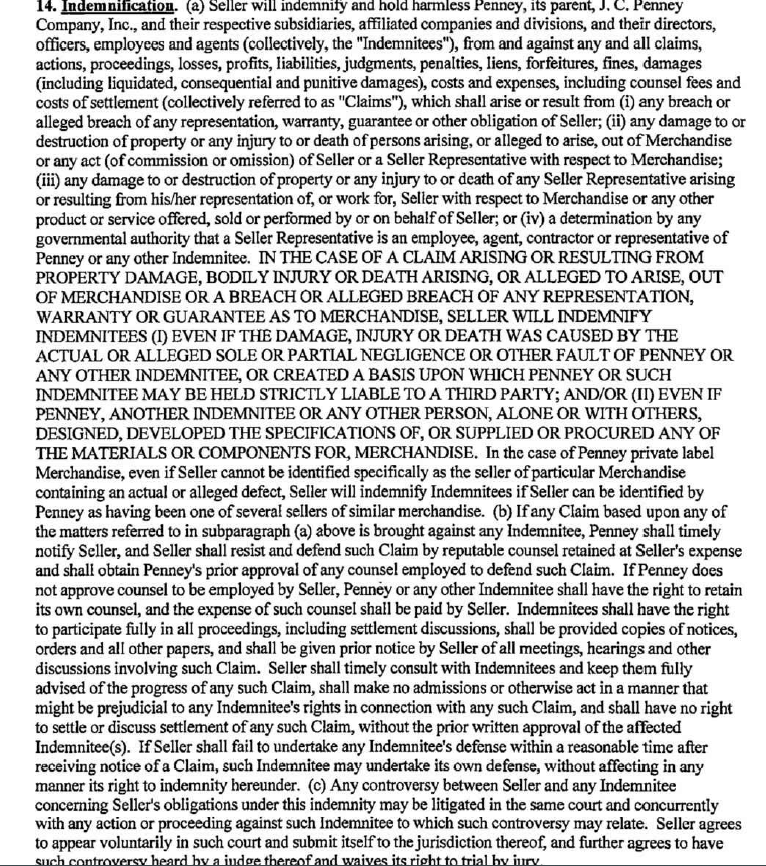 14. Indemnification. (a) Seller will indemnify and hold harmless Penney, its parent, J. C. Penney
Company, Inc., and their respective subsidiaries, affiliated companies and divisions, and their directors,
officers, employees and agents (collectively, the "Indemnitees"), from and against any and all claims,
actions, proceedings, losses, profits, liabilities, judgments, penalties, liens, forfeitures, fines, damages
(including liquidated, consequential and punitive damages), costs and expenses, including counsel fees and
costs of settlement (collectively referred to as "Claims"), which shall arise or result from (i) any breach or
alleged breach of any representation, warranty, guarantee or other obligation of Seller; (ii) any damage to or
destruction of property or any injury to or death of persons arising, or alleged to arise, out of Merchandise
or any act (of commission or omission) of Seller or a Seller Representative with respect to Merchandise;
(iii) any damage to or destruction of property or any injury to or death of any Seller Representative arising
or resulting from his/her representation of, or work for, Seller with respect to Merchandise or any other
product or service offered, sold or performed by or on behalf of Seller; or (iv) a determination by any
governmental authority that a Seller Representative is an employee, agent, contractor or representative of
Penney or any other Indemnitee. IN THE CASE OF A CLAIM ARISING OR RESULTING FROM
PROPERTY DAMAGE, BODILY INJURY OR DEATH ARISING, OR ALLEGED TO ARISE, OUT
OF MERCHANDISE OR A BREACH OR ALLEGED BREACH OF ANY REPRESENTATION,
WARRANTY OR GUARANTEE AS TO MERCHANDISE, SELLER WILL INDEMNIFY
INDEMNITEES (I) EVEN IF THE DAMAGE, INJURY OR DEATH WAS CAUSED BY THE
ACTUAL OR ALLEGED SOLE OR PARTIAL NEGLIGENCE OR OTHER FAULT OF PENNEY OR
ANY OTHER INDEMNITEE, OR CREATED A BASIS UPON WHICH PENNEY OR SUCH
INDEMNITEE MAY BE HELD STRICTLY LIABLE TO A THIRD PARTY; AND/OR (II) EVEN IF
PENNEY, ANOTHER INDEMNITEE OR ANY OTHER PERSON, ALONE OR WITH OTHERS,
DESIGNED, DEVELOPED THE SPECIFICATIONS OF, OR SUPPLIED OR PROCURED ANY OF
THE MATERIALS OR COMPONENTS FOR, MERCHANDISE. In the case of Penney private label
Merchandise, even if Seller cannot be identified specifically as the seller of particular Merchandise
containing an actual or alleged defect, Seller will indemnify Indemnitees if Seller can be identified by
Penney as having been one of several sellers of similar merchandise. (b) If any Claim based upon any of
the matters referred to in subparagraph (a) above is brought against any Indemnitee, Penney shall timely
notify Seller, and Seller shall resist and defend such Claim by reputable counsel retained at Seller's expense
and shall obtain Penney's prior approval of any counsel employed to defend such Claim. If Penney does
not approve counsel to be employed by Seller, Penney or any other Indemnitee shall have the right to retain
its own counsel, and the expense of such counsel shall be paid by Seller. Indemnitees shall have the right
to participate fully in all proceedings, including settlement discussions, shall be provided copies of notices,
orders and all other papers, and shall be given prior notice by Seller of all meetings, hearings and other
discussions involving such Claim. Seller shall timely consult with Indemnitees and keep them fully
advised of the progress of any such Claim, shall make no admissions or otherwise act in a manner that
might be prejudicial to any Indemnitee's rights in connection with any such Claim, and shall have no right
to settle or discuss settlement of any such Claim, without the prior written approval of the affected
Indemnitee(s). If Seller shall fail to undertake any Indemnitee's defense within a reasonable time after
receiving notice of a Claim, such Indemnitee may undertake its own defense, without affecting in any
manner its right to indemnity hereunder. (c) Any controversy between Seller and any Indemnitee
concerning Seller's obligations under this indemnity may be litigated in the same court and concurrently
with any action or proceeding against such Indemnitee to which such controversy may relate. Seller agrees
to appear voluntarily in such court and submit itself to the jurisdiction thereof, and further agrees to have
such controversy heard by a judge thereof and waives its right to trial by jury.